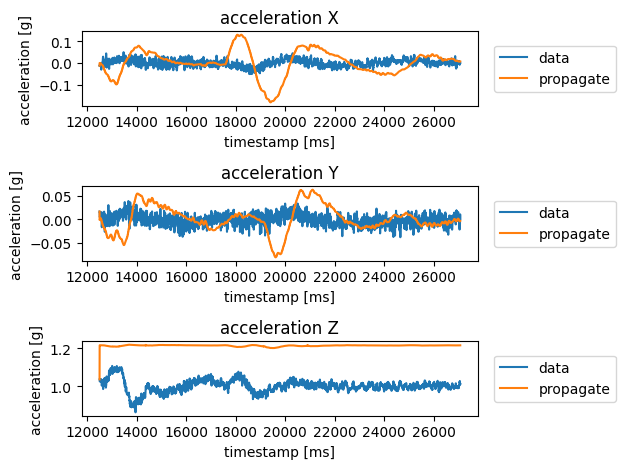 acceleration X
acceleration [g]
0.1
0.0
−0.1
12000 14000 16000 18000 20000 22000 24000 26000
timestamp [ms]
data
propagate
acceleration Y
acceleration [g]
0.05
0.00
−0.05
12000 14000 16000 18000 20000 22000 24000 26000
timestamp [ms]
data
propagate
acceleration Z
acceleration [g]
1.2
1.0
12000 14000 16000 18000 20000 22000 24000 26000
timestamp [ms]
data
propagate